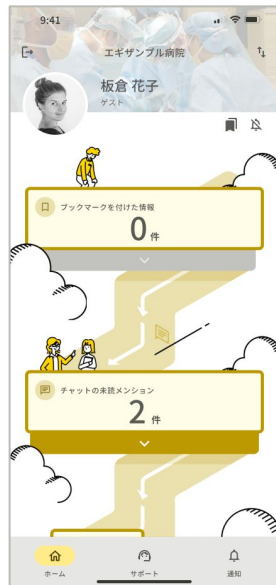 9:41
エギザンプル病院
板倉 花子
ゲスト
ブックマークを付けた情報
0 件
チャットの未読メンション
2 件
ホーム
サポート
通知